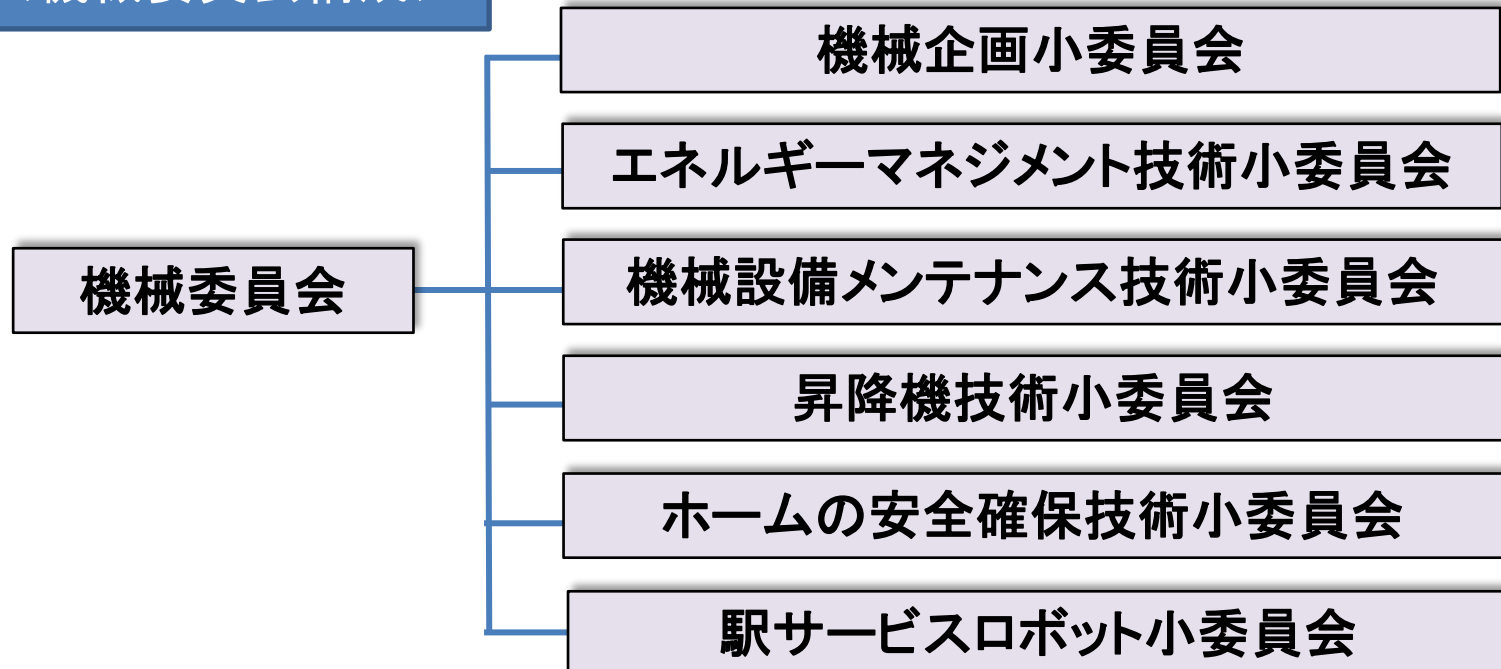 機械企画小委員会
エネルギーマネジメント技術小委員会
機械委員会
機械設備メンテナンス技術小委員会
昇降機技術小委員会
ホームの安全確保技術小委員会
駅サービスロボット小委員会